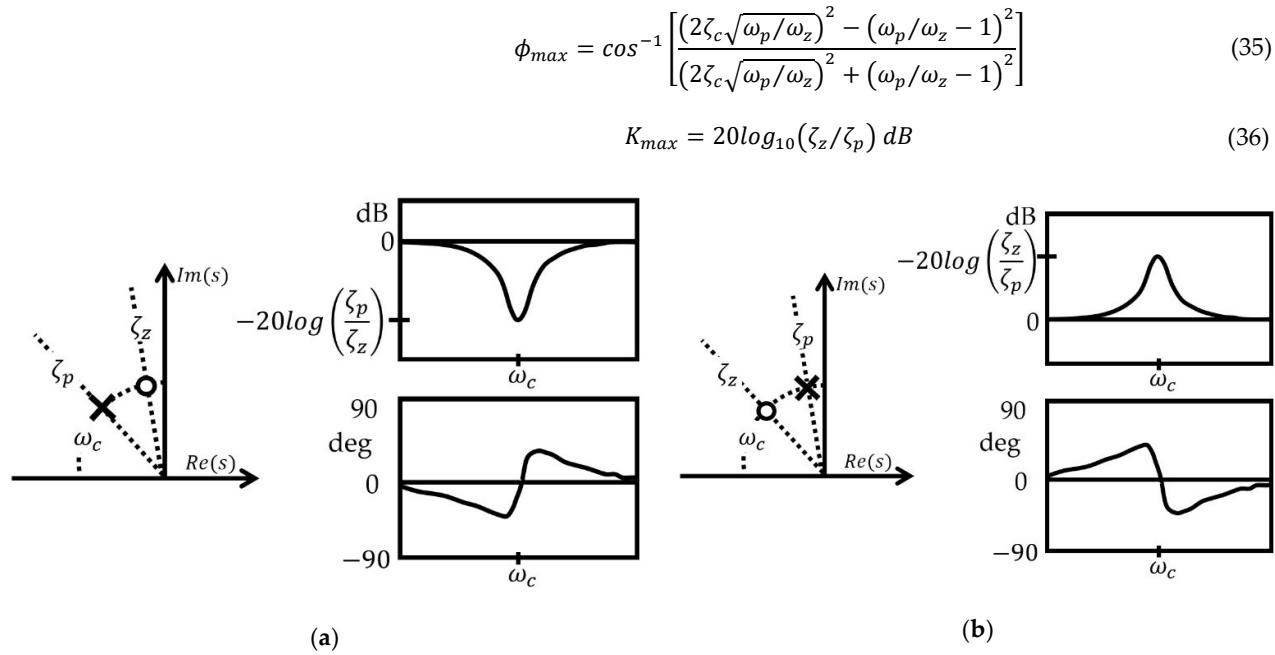 ϕ_max = cos⁻¹ [ ((2ζ_c√(ω_p/ω_z))² − (ω_p/ω_z − 1)²) / ((2ζ_c√(ω_p/ω_z))² + (ω_p/ω_z − 1)²) ] (35)
K_max = 20log₁₀(ζ_z/ζ_p) dB (36)
Im(s)
ζ_z
ζ_p
ω_c
Re(s)
dB
0
−20log(ζ_p/ζ_z)
ω_c
90
deg
0
−90
ω_c
(a)
Im(s)
ζ_p
ζ_z
ω_c
Re(s)
dB
−20log(ζ_z/ζ_p)
0
ω_c
90
deg
0
−90
ω_c
(b)